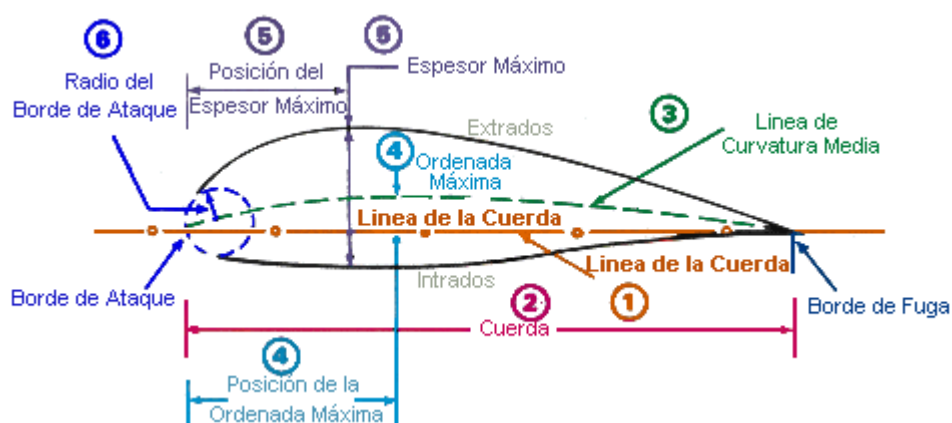 6
5
5
Radio del
Borde de Ataque
Posición del
Espesor Máximo
Espesor Máximo
3
Extrados
Linea de
Curvatura Media
4
Ordenada
Máxima
Linea de la Cuerda
Linea de la Cuerda
Intrados
Borde de Ataque
2
1
Borde de Fuga
Cuerda
4
Posición de la
Ordenada Máxima